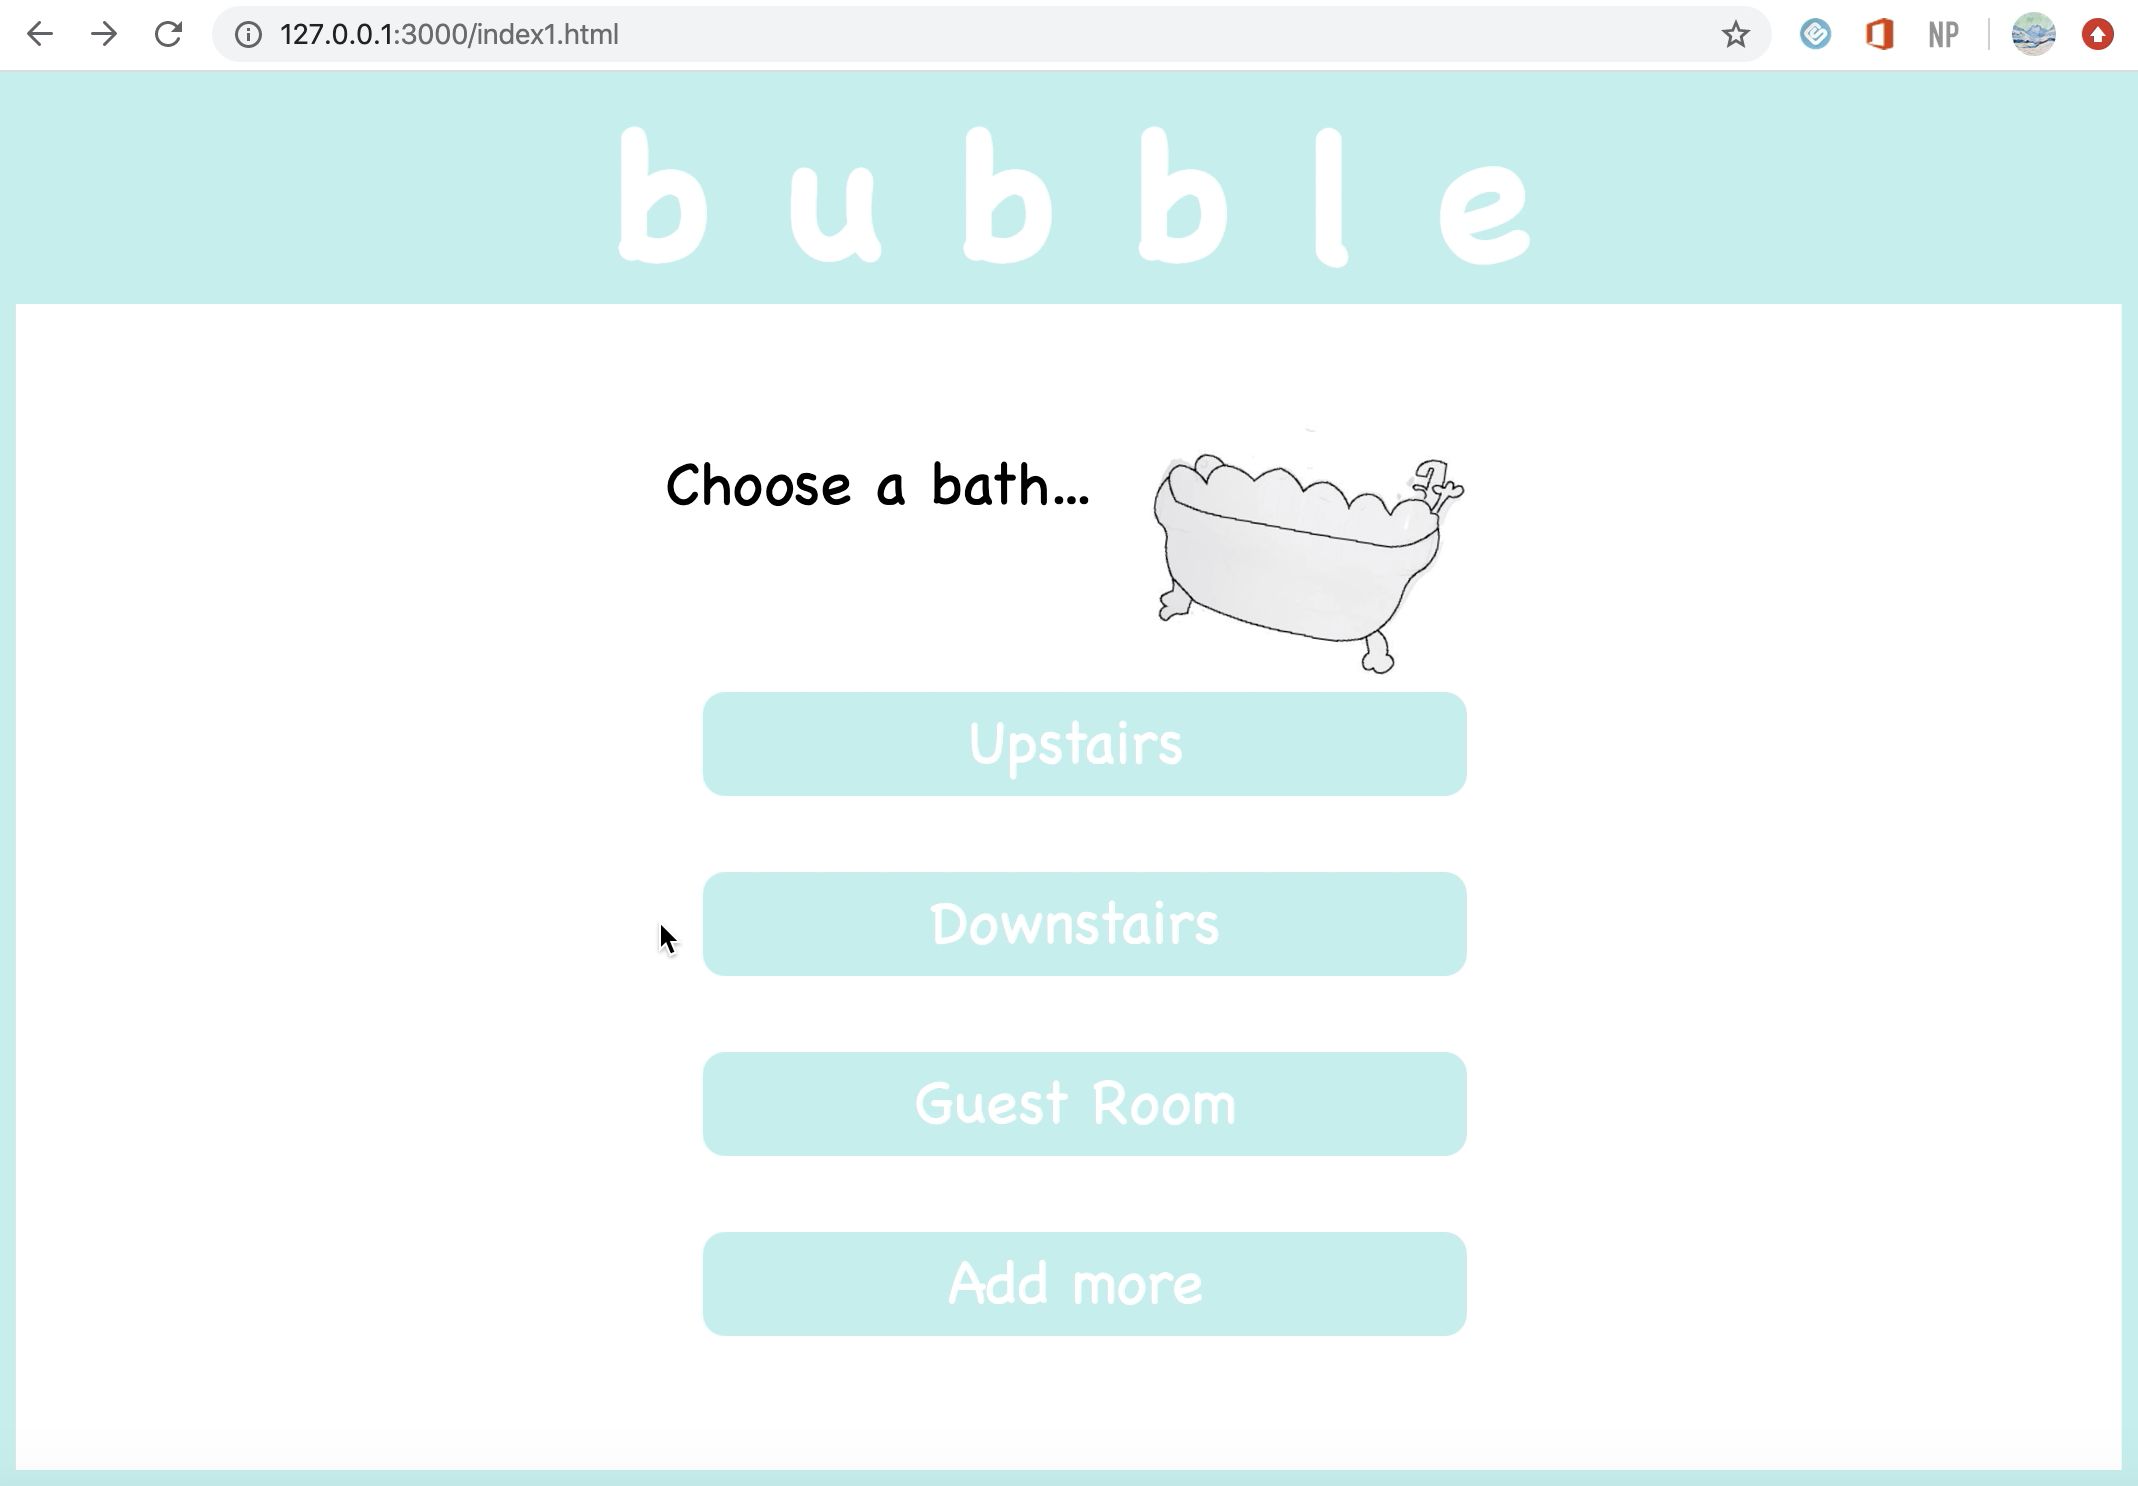 127.0.0.1:3000/index1.html
NP
b u b b l e
Choose a bath...
Upstairs
Downstairs
Guest Room
Add more